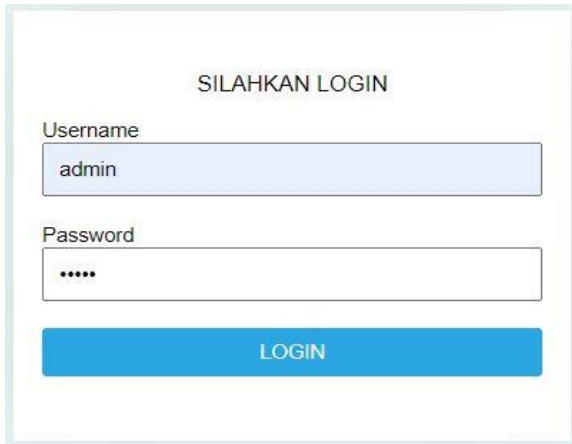 SILAHKAN LOGIN
Username
admin
Password
•••••
LOGIN